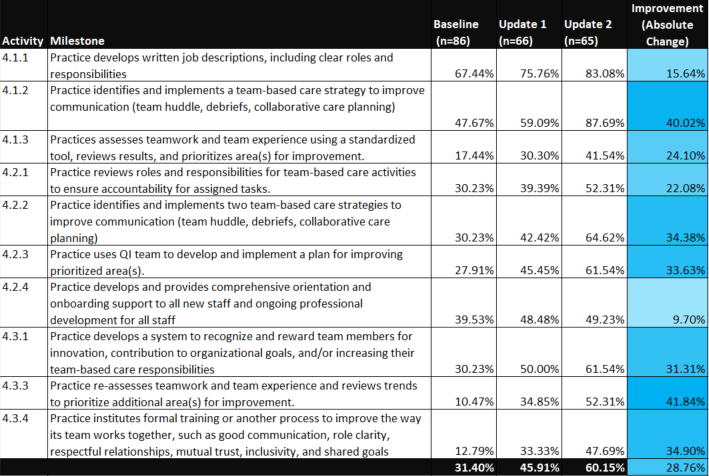 Activity Milestone Baseline (n=86) Update 1 (n=66) Update 2 (n=65) Improvement (Absolute Change)
4.1.1 Practice develops written job descriptions, including clear roles and
responsibilities 67.44% 75.76% 83.08% 15.64%
4.1.2 Practice identifies and implements a team-based care strategy to improve
communication (team huddle, debriefs, collaborative care planning)
47.67% 59.09% 87.69% 40.02%
4.1.3 Practices assesses teamwork and team experience using a standardized
tool, reviews results, and prioritizes area(s) for improvement. 17.44% 30.30% 41.54% 24.10%
4.2.1 Practice reviews roles and responsibilities for team-based care activities
to ensure accountability for assigned tasks. 30.23% 39.39% 52.31% 22.08%
4.2.2 Practice identifies and implements two team-based care strategies to
improve communication (team huddle, debriefs, collaborative care
planning) 30.23% 42.42% 64.62% 34.38%
4.2.3 Practice uses QI team to develop and implement a plan for improving
prioritized area(s). 27.91% 45.45% 61.54% 33.63%
4.2.4 Practice develops and provides comprehensive orientation and
onboarding support to all new staff and ongoing professional
development for all staff 39.53% 48.48% 49.23% 9.70%
4.3.1 Practice develops a system to recognize and reward team members for
innovation, contribution to organizational goals, and/or increasing their
team-based care responsibilities 30.23% 50.00% 61.54% 31.31%
4.3.3 Practice re-assesses teamwork and team experience and reviews trends
to prioritize additional area(s) for improvement. 10.47% 34.85% 52.31% 41.84%
4.3.4 Practice institutes formal training or another process to improve the way
its team works together, such as good communication, role clarity,
respectful relationships, mutual trust, inclusivity, and shared goals 12.79% 33.33% 47.69% 34.90%
31.40% 45.91% 60.15% 28.76%